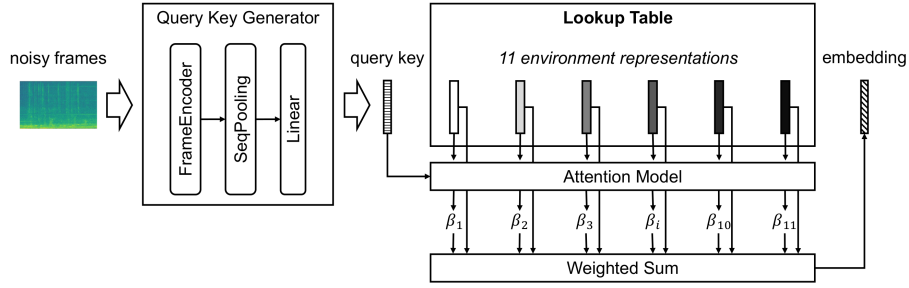 Query Key Generator
Lookup Table
noisy frames
query key
11 environment representations
embedding
FrameEncoder
SeqPooling
Linear
Attention Model
β1 β2 β3 βi β10 β11
Weighted Sum